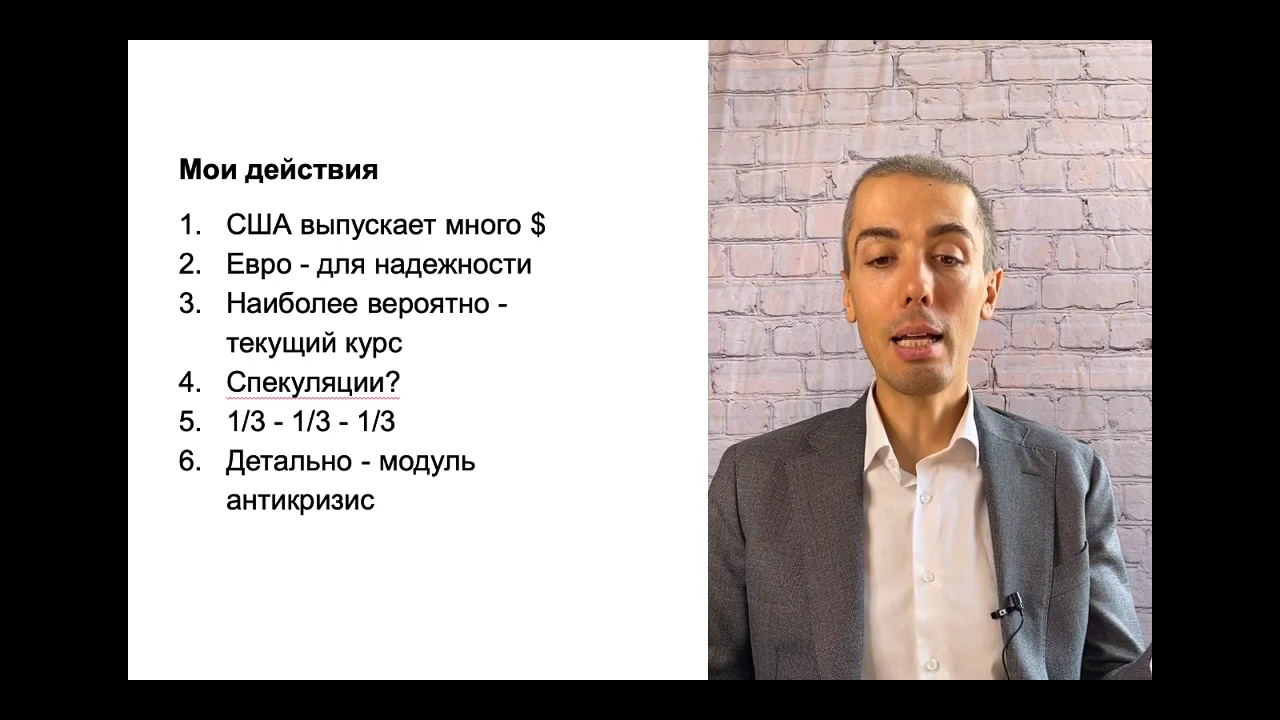 Мои действия
1. США выпускает много $
2. Евро - для надежности
3. Наиболее вероятно -
текущий курс
4. Спекуляции?
5. 1/3 - 1/3 - 1/3
6. Детально - модуль
антикризис